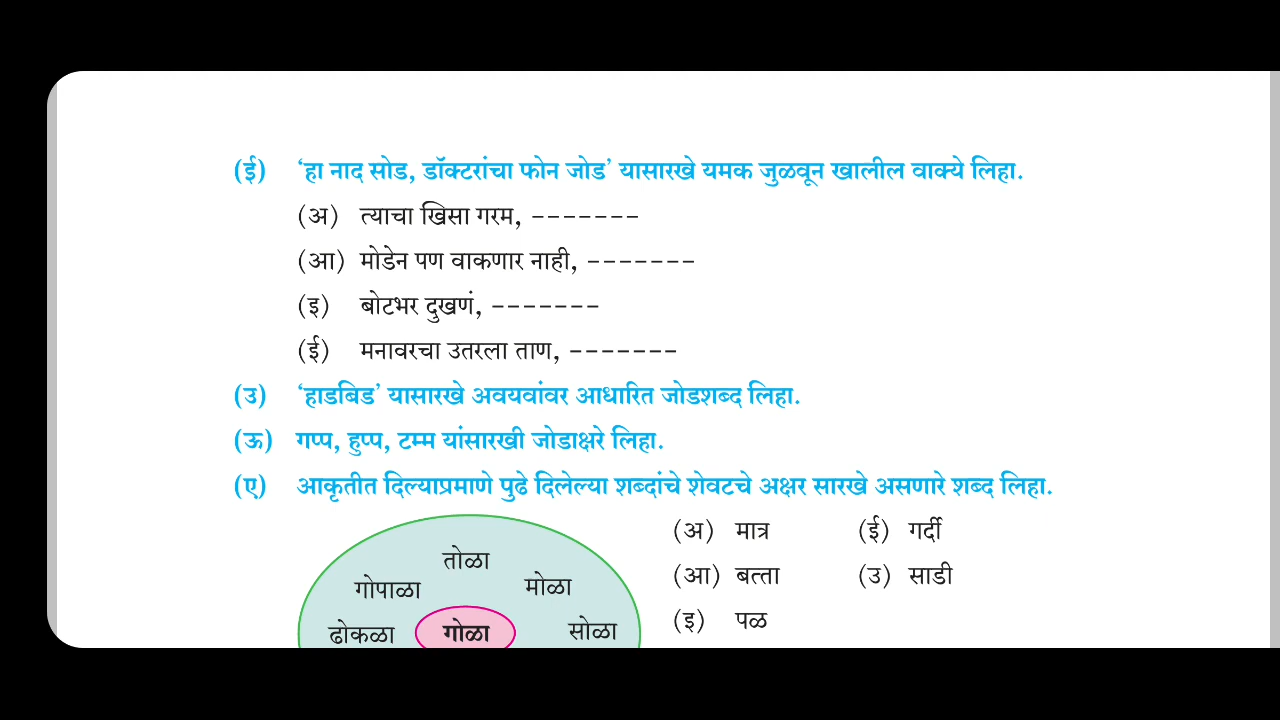 (ई) ‘हा नाद सोड, डॉक्टरांचा फोन जोड’ यासारखे यमक जुळवून खालील वाक्ये लिहा.
(अ) त्याचा खिसा गरम, -------
(आ) मोडेन पण वाकणार नाही, -------
(इ) बोटभर दुखणं, -------
(ई) मनावरचा उतरला ताण, -------
(उ) ‘हाडबिड’ यासारखे अवयवांवर आधारित जोडशब्द लिहा.
(ऊ) गप्प, हुप्प, टम्म यांसारखी जोडाक्षरे लिहा.
(ए) आकृतीत दिल्याप्रमाणे पुढे दिलेल्या शब्दांचे शेवटचे अक्षर सारखे असणारे शब्द लिहा.
तोळा
गोपाळा मोळा
ढोकळा गोळा सोळा
(अ) मात्र (ई) गर्दी
(आ) बत्ता (उ) साडी
(इ) पळ